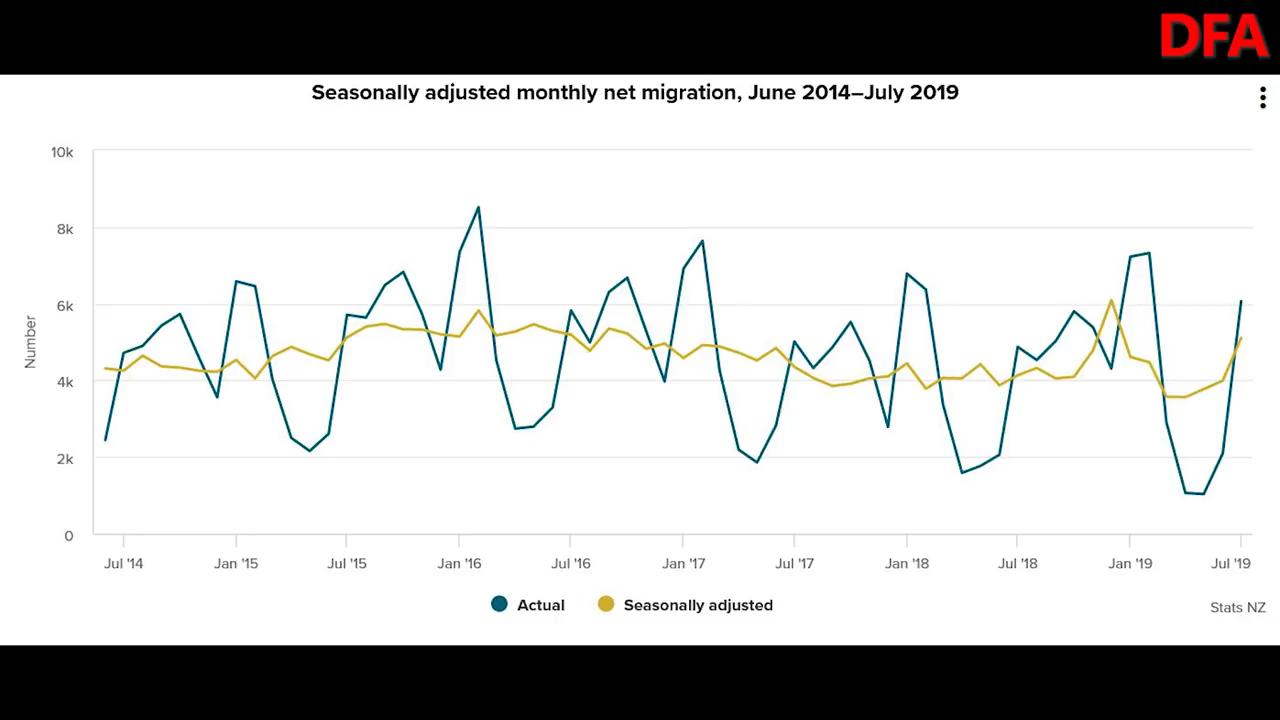 DFA
Seasonally adjusted monthly net migration, June 2014–July 2019
10k
8k
6k
4k
2k
0
Number
Jul '14 Jan '15 Jul '15 Jan '16 Jul '16 Jan '17 Jul '17 Jan '18 Jul '18 Jan '19 Jul '19
Actual Seasonally adjusted
Stats NZ